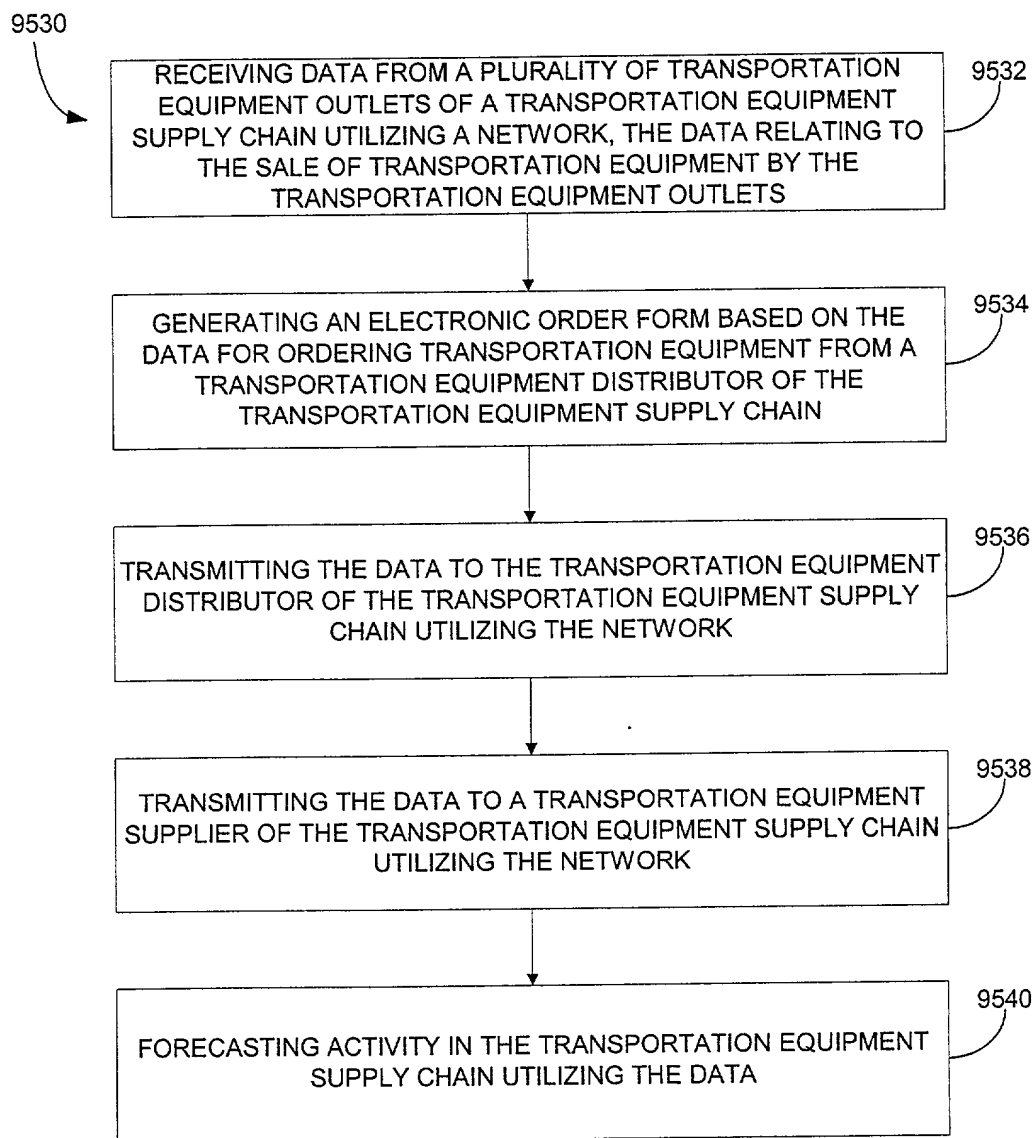 9530
RECEIVING DATA FROM A PLURALITY OF TRANSPORTATION
EQUIPMENT OUTLETS OF A TRANSPORTATION EQUIPMENT
SUPPLY CHAIN UTILIZING A NETWORK, THE DATA RELATING TO
THE SALE OF TRANSPORTATION EQUIPMENT BY THE
TRANSPORTATION EQUIPMENT OUTLETS
9532
GENERATING AN ELECTRONIC ORDER FORM BASED ON THE
DATA FOR ORDERING TRANSPORTATION EQUIPMENT FROM A
TRANSPORTATION EQUIPMENT DISTRIBUTOR OF THE
TRANSPORTATION EQUIPMENT SUPPLY CHAIN
9534
TRANSMITTING THE DATA TO THE TRANSPORTATION EQUIPMENT
DISTRIBUTOR OF THE TRANSPORTATION EQUIPMENT SUPPLY
CHAIN UTILIZING THE NETWORK
9536
TRANSMITTING THE DATA TO A TRANSPORTATION EQUIPMENT
SUPPLIER OF THE TRANSPORTATION EQUIPMENT SUPPLY CHAIN
UTILIZING THE NETWORK
9538
FORECASTING ACTIVITY IN THE TRANSPORTATION EQUIPMENT
SUPPLY CHAIN UTILIZING THE DATA
9540